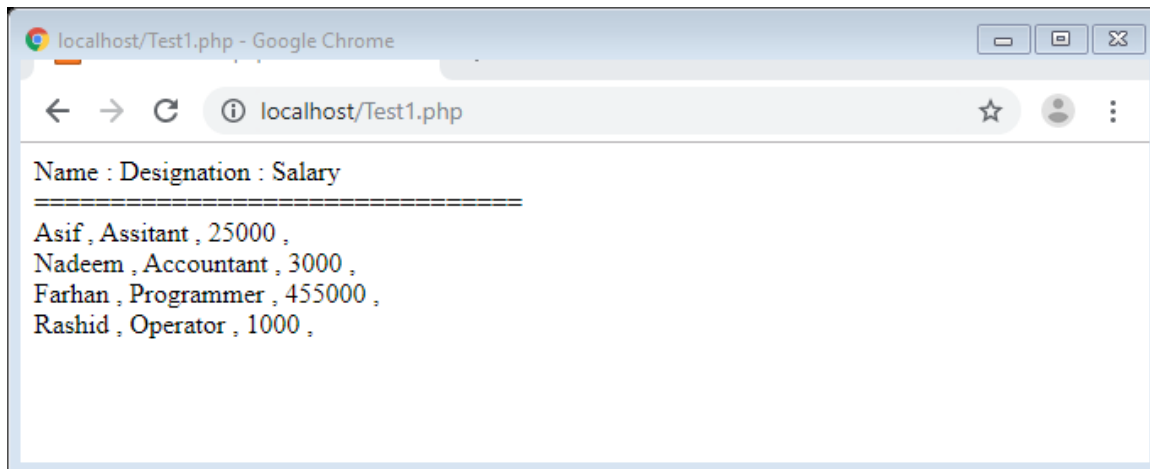 localhost/Test1.php - Google Chrome
localhost/Test1.php
Name : Designation : Salary
================================
Asif , Assitant , 25000 ,
Nadeem , Accountant , 3000 ,
Farhan , Programmer , 455000 ,
Rashid , Operator , 1000 ,